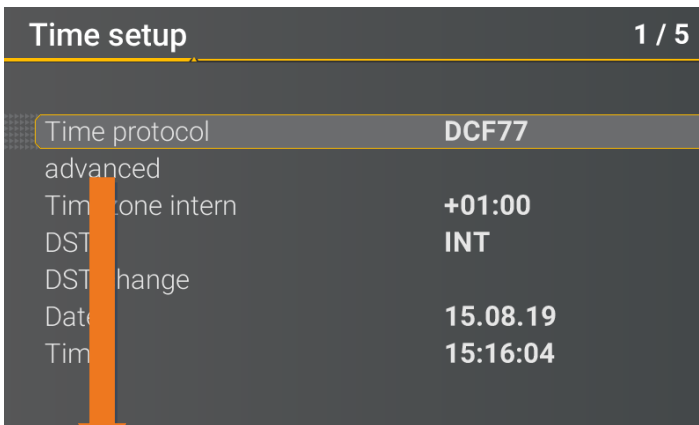 Time setup 1 / 5
Time protocol DCF77
advanced
intern +01:00
DST INT
DST
15.08.19
15:16:04